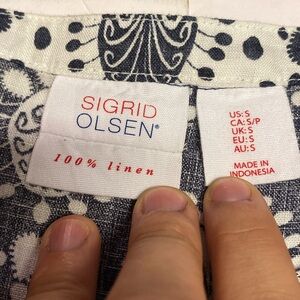 SIGRID
OLSEN®
100% linen
US:S
CA:S/P
UK:S
EU:S
AU:S
MADE IN
INDONESIA